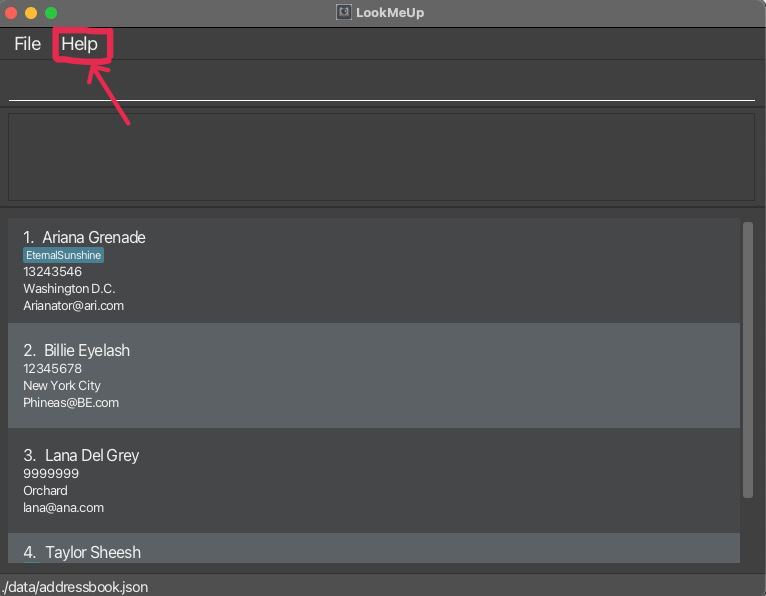 LookMeUp
File Help
1. Ariana Grenade
EternalSunshine
13243546
Washington D.C.
Arianator@ari.com
2. Billie Eyelash
12345678
New York City
Phineas@BE.com
3. Lana Del Grey
9999999
Orchard
lana@ana.com
4. Taylor Sheesh
./data/addressbook.json